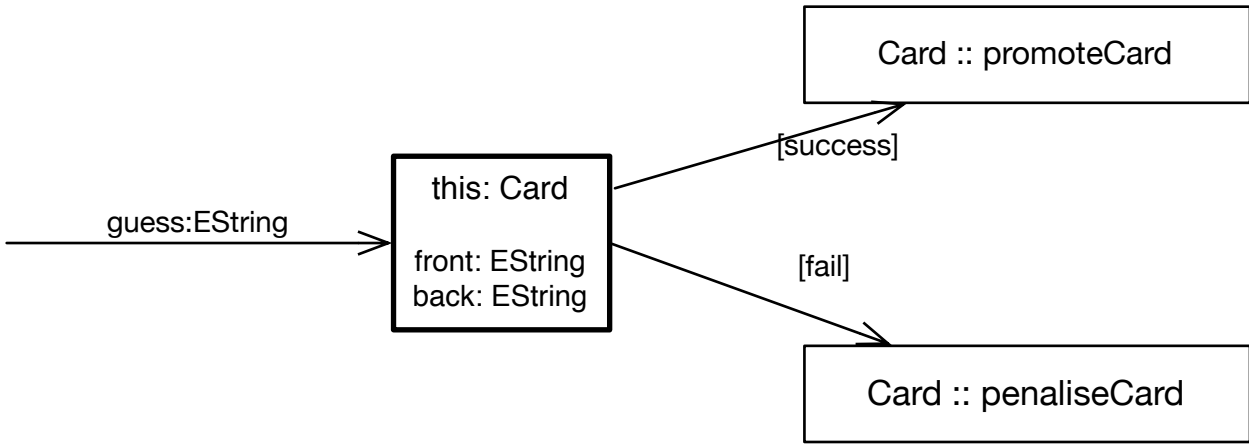 Card :: promoteCard
[success]
this: Card
guess:EString
front: EString
back: EString
[fail]
Card :: penaliseCard